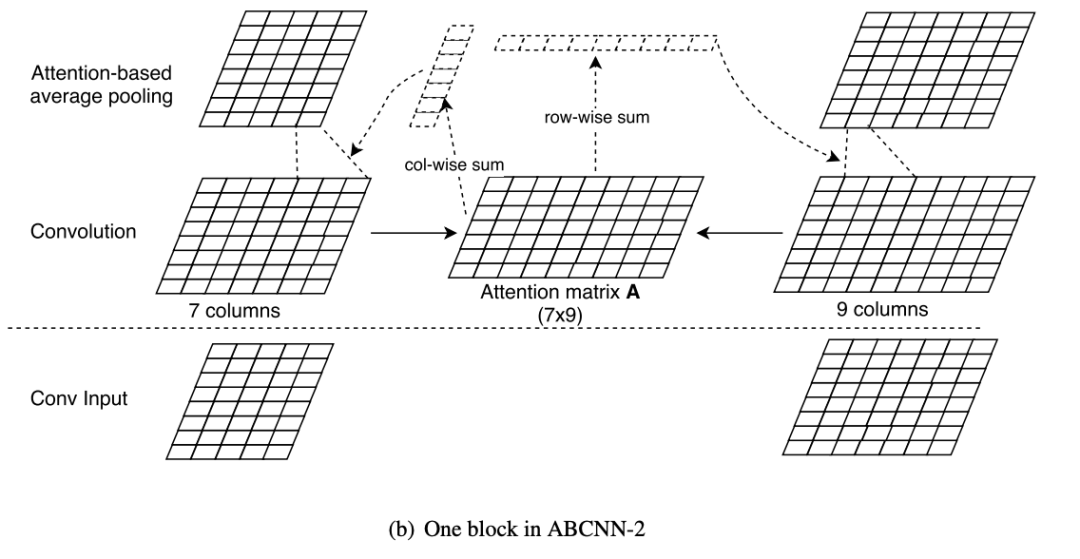 Attention-based
average pooling
row-wise sum
col-wise sum
Convolution
Attention matrix A
(7x9)
7 columns
9 columns
Conv Input
(b) One block in ABCNN-2